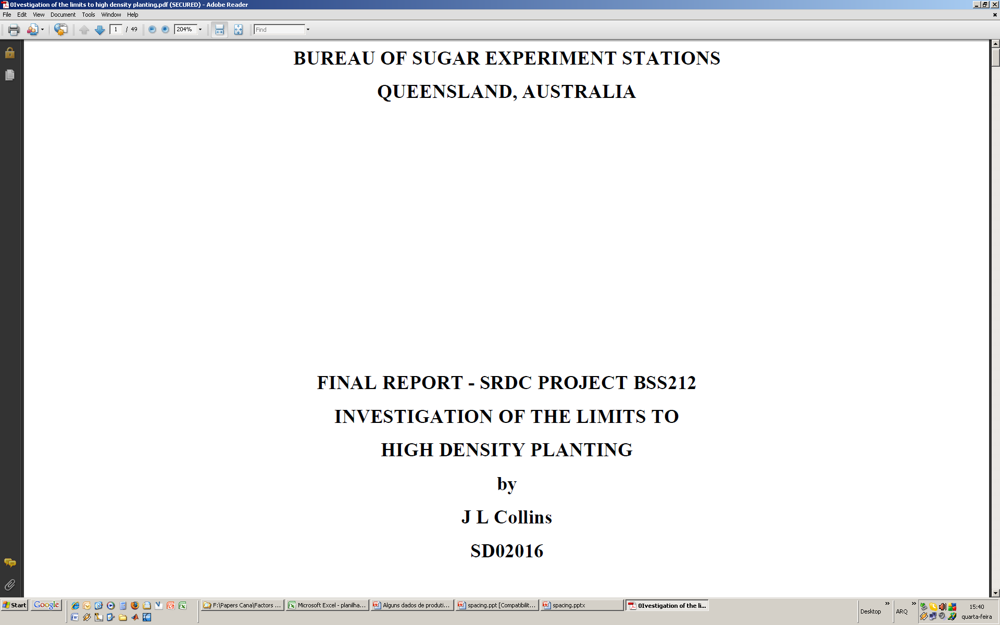 0Ivestigation of the limits to high density planting.pdf (SECURED) - Adobe Reader
File Edit View Document Tools Window Help
1 / 49 204% Find
BUREAU OF SUGAR EXPERIMENT STATIONS
QUEENSLAND, AUSTRALIA
FINAL REPORT - SRDC PROJECT BSS212
INVESTIGATION OF THE LIMITS TO
HIGH DENSITY PLANTING
by
J L Collins
SD02016
Start Google F:\Papers Cana\Factors ... Microsoft Excel - planilha... Alguns dados de produti... spacing.ppt [Compatibilit... spacing.pptx 0Ivestigation of the li... 15:40
Desktop ARQ quarta-feira